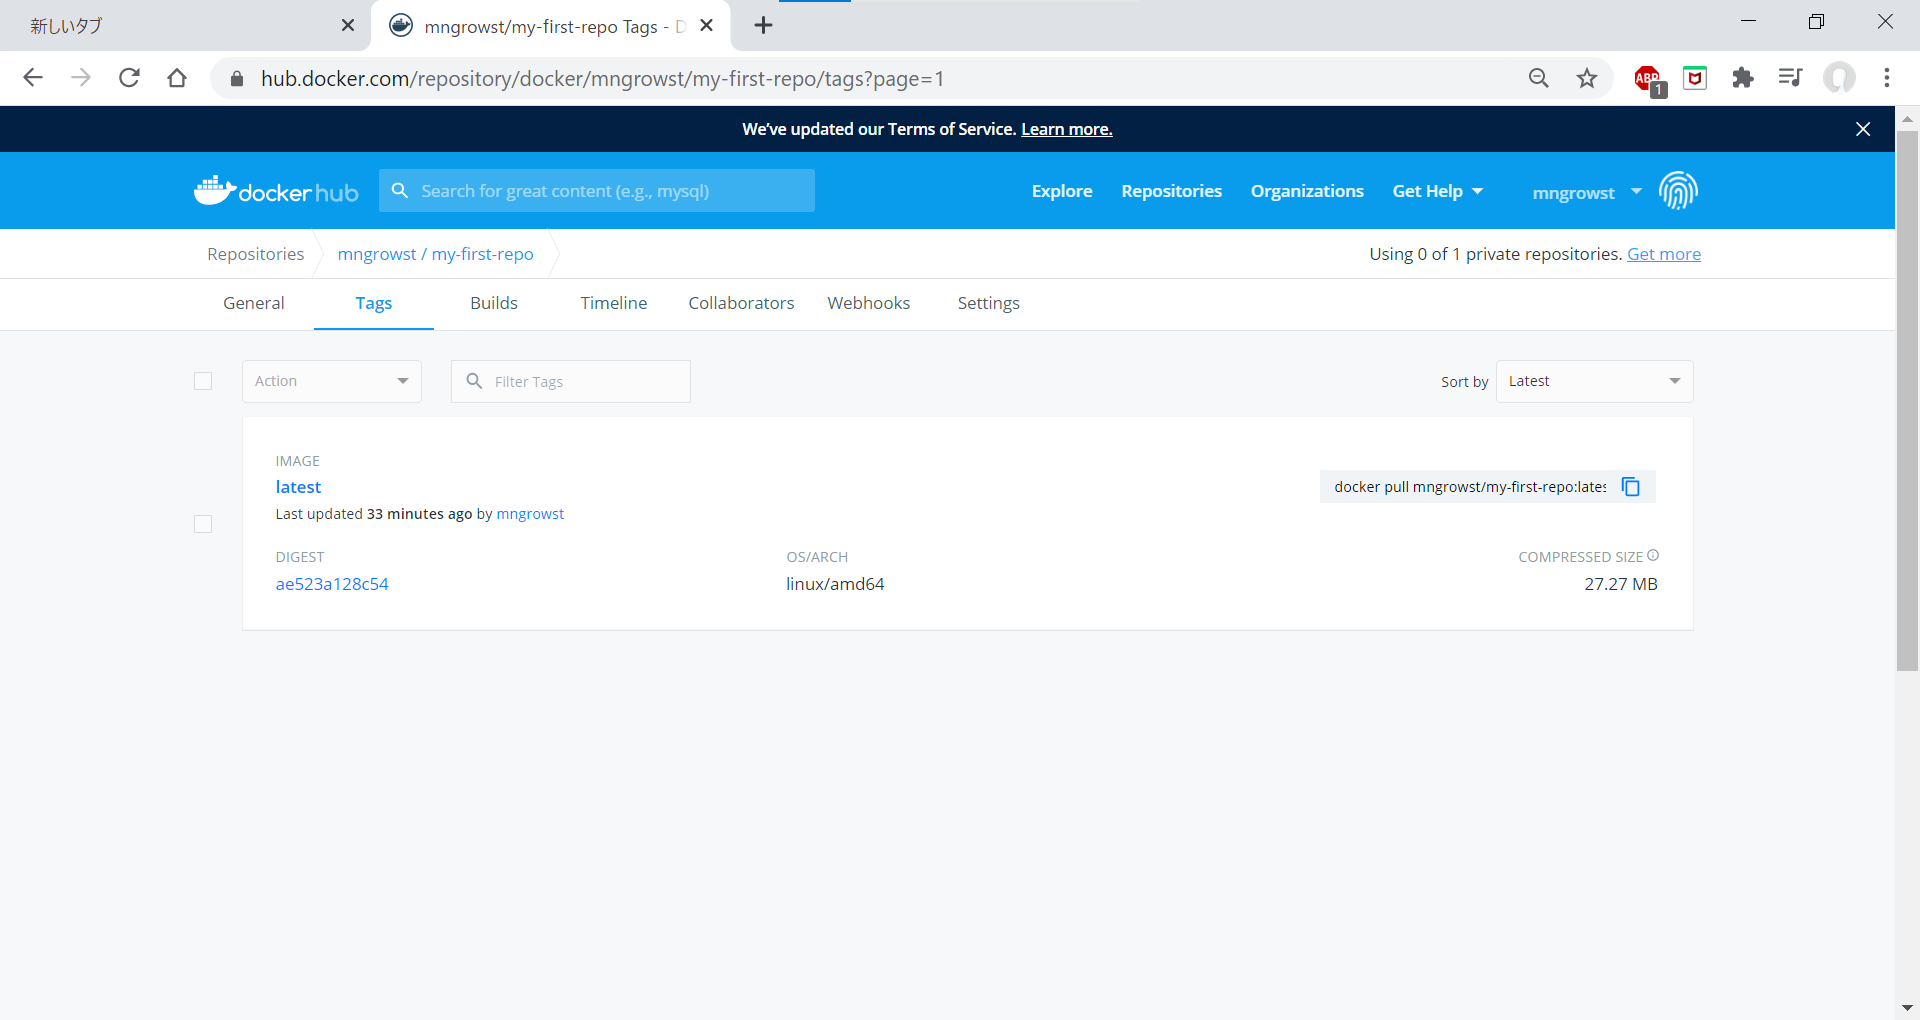 新しいタブ
mngrowst/my-first-repo Tags - D
hub.docker.com/repository/docker/mngrowst/my-first-repo/tags?page=1
ABP
1
We've updated our Terms of Service. Learn more.
docker hub
Search for great content (e.g., mysql)
Explore
Repositories
Organizations
Get Help
mngrowst
Repositories
mngrowst / my-first-repo
Using 0 of 1 private repositories. Get more
General
Tags
Builds
Timeline
Collaborators
Webhooks
Settings
Action
Filter Tags
Sort by
Latest
IMAGE
latest
docker pull mngrowst/my-first-repo:lates
Last updated 33 minutes ago by mngrowst
DIGEST
OS/ARCH
COMPRESSED SIZE
ae523a128c54
linux/amd64
27.27 MB